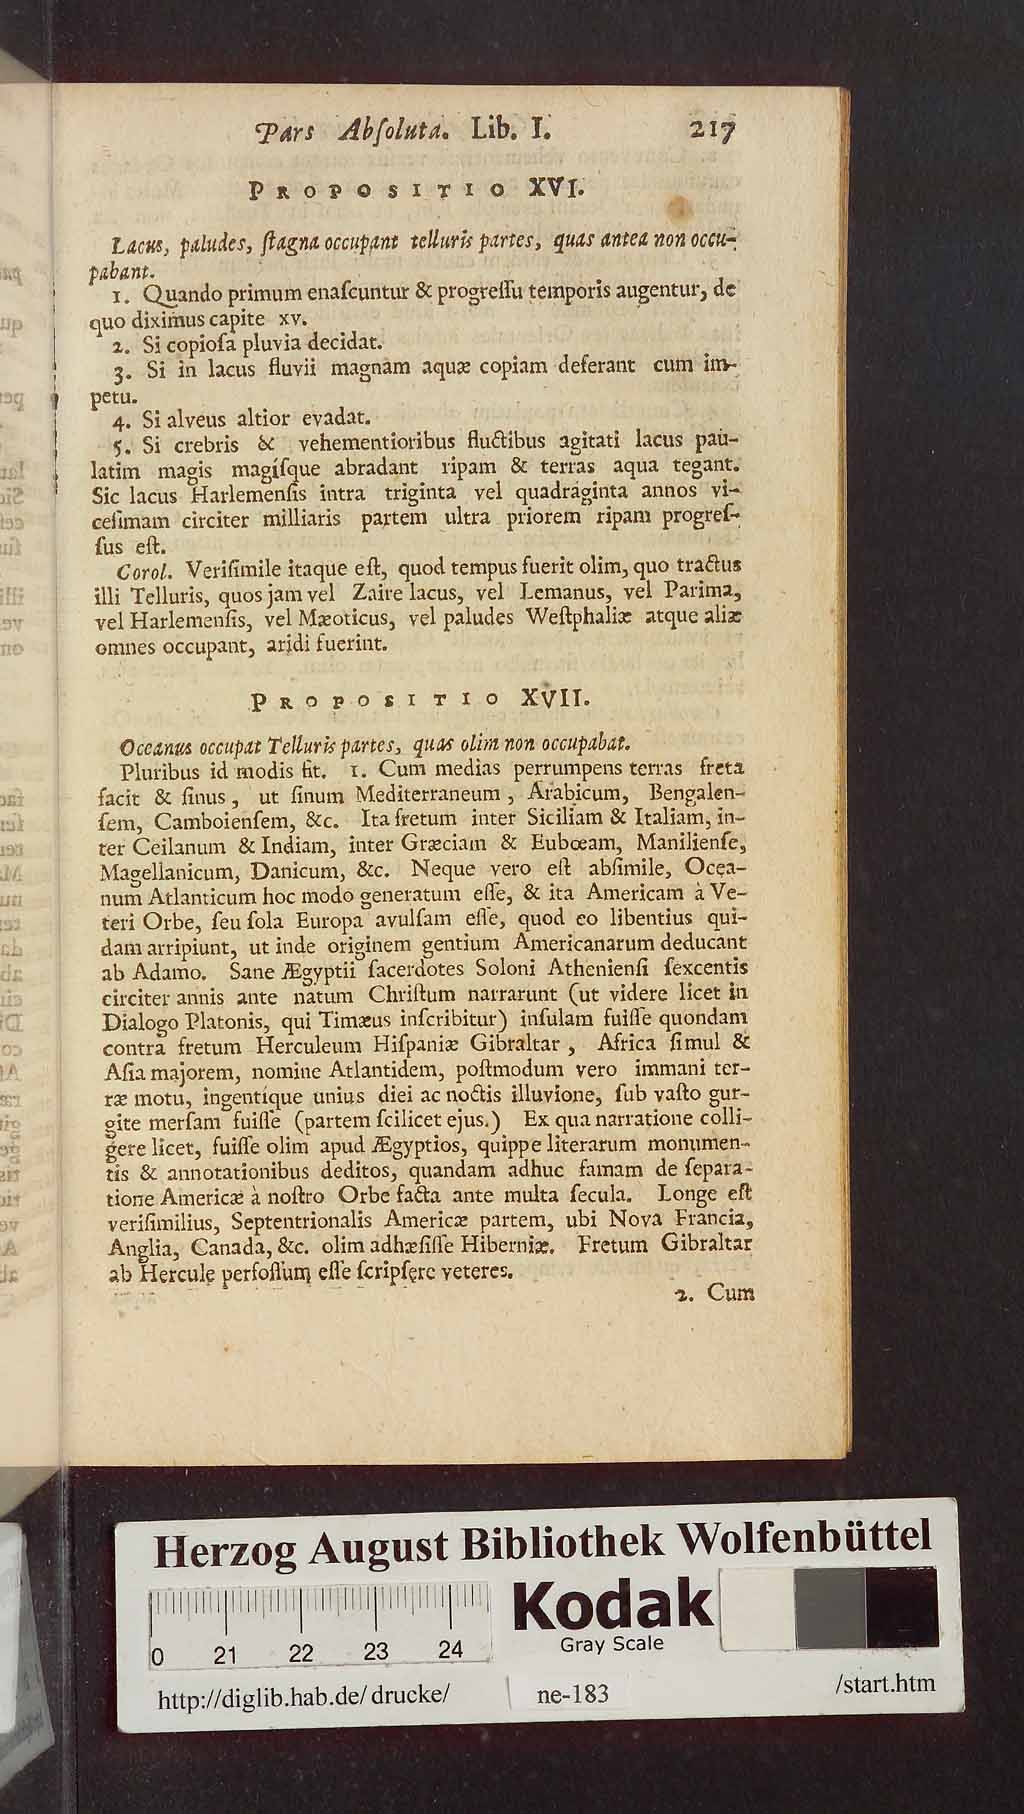 Pars Abſoluta. Lib. I. 217
PROPOSITIO XVI.
Lacus, paludes, ſtagna occupant telluris partes, quas antea non occu-
pabant.
1. Quando primum enaſcuntur & progreſſu temporis augentur, de
quo diximus capite xv.
2. Si copioſa pluvia decidat.
3. Si in lacus fluvii magnam aquæ copiam deferant cum im-
petu.
4. Si alveus altior evadat.
5. Si crebris & vehementioribus fluctibus agitati lacus pau-
latim magis magiſque abradant ripam & terras aqua tegant.
Sic lacus Harlemenſis intra triginta vel quadraginta annos vi-
ceſimam circiter milliaris partem ultra priorem ripam progreſ-
ſus eſt.
Corol. Veriſimile itaque eſt, quod tempus fuerit olim, quo tractus
illi Telluris, quos jam vel Zaire lacus, vel Lemanus, vel Parima,
vel Harlemenſis, vel Mæoticus, vel paludes Weſtphaliæ atque aliæ
omnes occupant, aridi fuerint.
PROPOSITIO XVII.
Oceanus occupat Telluris partes, quas olim non occupabat.
Pluribus id modis fit. 1. Cum medias perrumpens terras freta
facit & ſinus, ut ſinum Mediterraneum, Arabicum, Bengalen-
ſem, Camboienſem, &c. Ita fretum inter Siciliam & Italiam, in-
ter Ceilanum & Indiam, inter Græciam & Eubœam, Manilienſe,
Magellanicum, Danicum, &c. Neque vero eſt abſimile, Ocea-
num Atlanticum hoc modo generatum eſſe, & ita Americam à Ve-
teri Orbe, ſeu ſola Europa avulſam eſſe, quod eo libentius qui-
dam arripiunt, ut inde originem gentium Americanarum deducant
ab Adamo. Sane Ægyptii ſacerdotes Soloni Athenienſi ſexcentis
circiter annis ante natum Chriſtum narrarunt (ut videre licet in
Dialogo Platonis, qui Timæus inſcribitur) inſulam fuiſſe quondam
contra fretum Herculeum Hiſpaniæ Gibraltar, Africa ſimul &
Aſia majorem, nomine Atlantidem, poſtmodum vero immani ter-
ræ motu, ingentique unius diei ac noctis illuvione, ſub vaſto gur-
gite merſam fuiſſe (partem ſcilicet ejus.) Ex qua narratione colli-
gere licet, fuiſſe olim apud Ægyptios, quippe literarum monumen-
tis & annotationibus deditos, quandam adhuc famam de ſepara-
tione Americæ à noſtro Orbe facta ante multa ſecula. Longe eſt
veriſimilius, Septentrionalis Americæ partem, ubi Nova Francia,
Anglia, Canada, &c. olim adhæſiſſe Hiberniæ. Fretum Gibraltar
ab Hercule perfoſſum eſſe ſcripſere veteres.
2. Cum
Herzog August Bibliothek Wolfenbüttel
Kodak
Gray Scale
0 21 22 23 24
http://diglib.hab.de/drucke/ ne-183 /start.htm